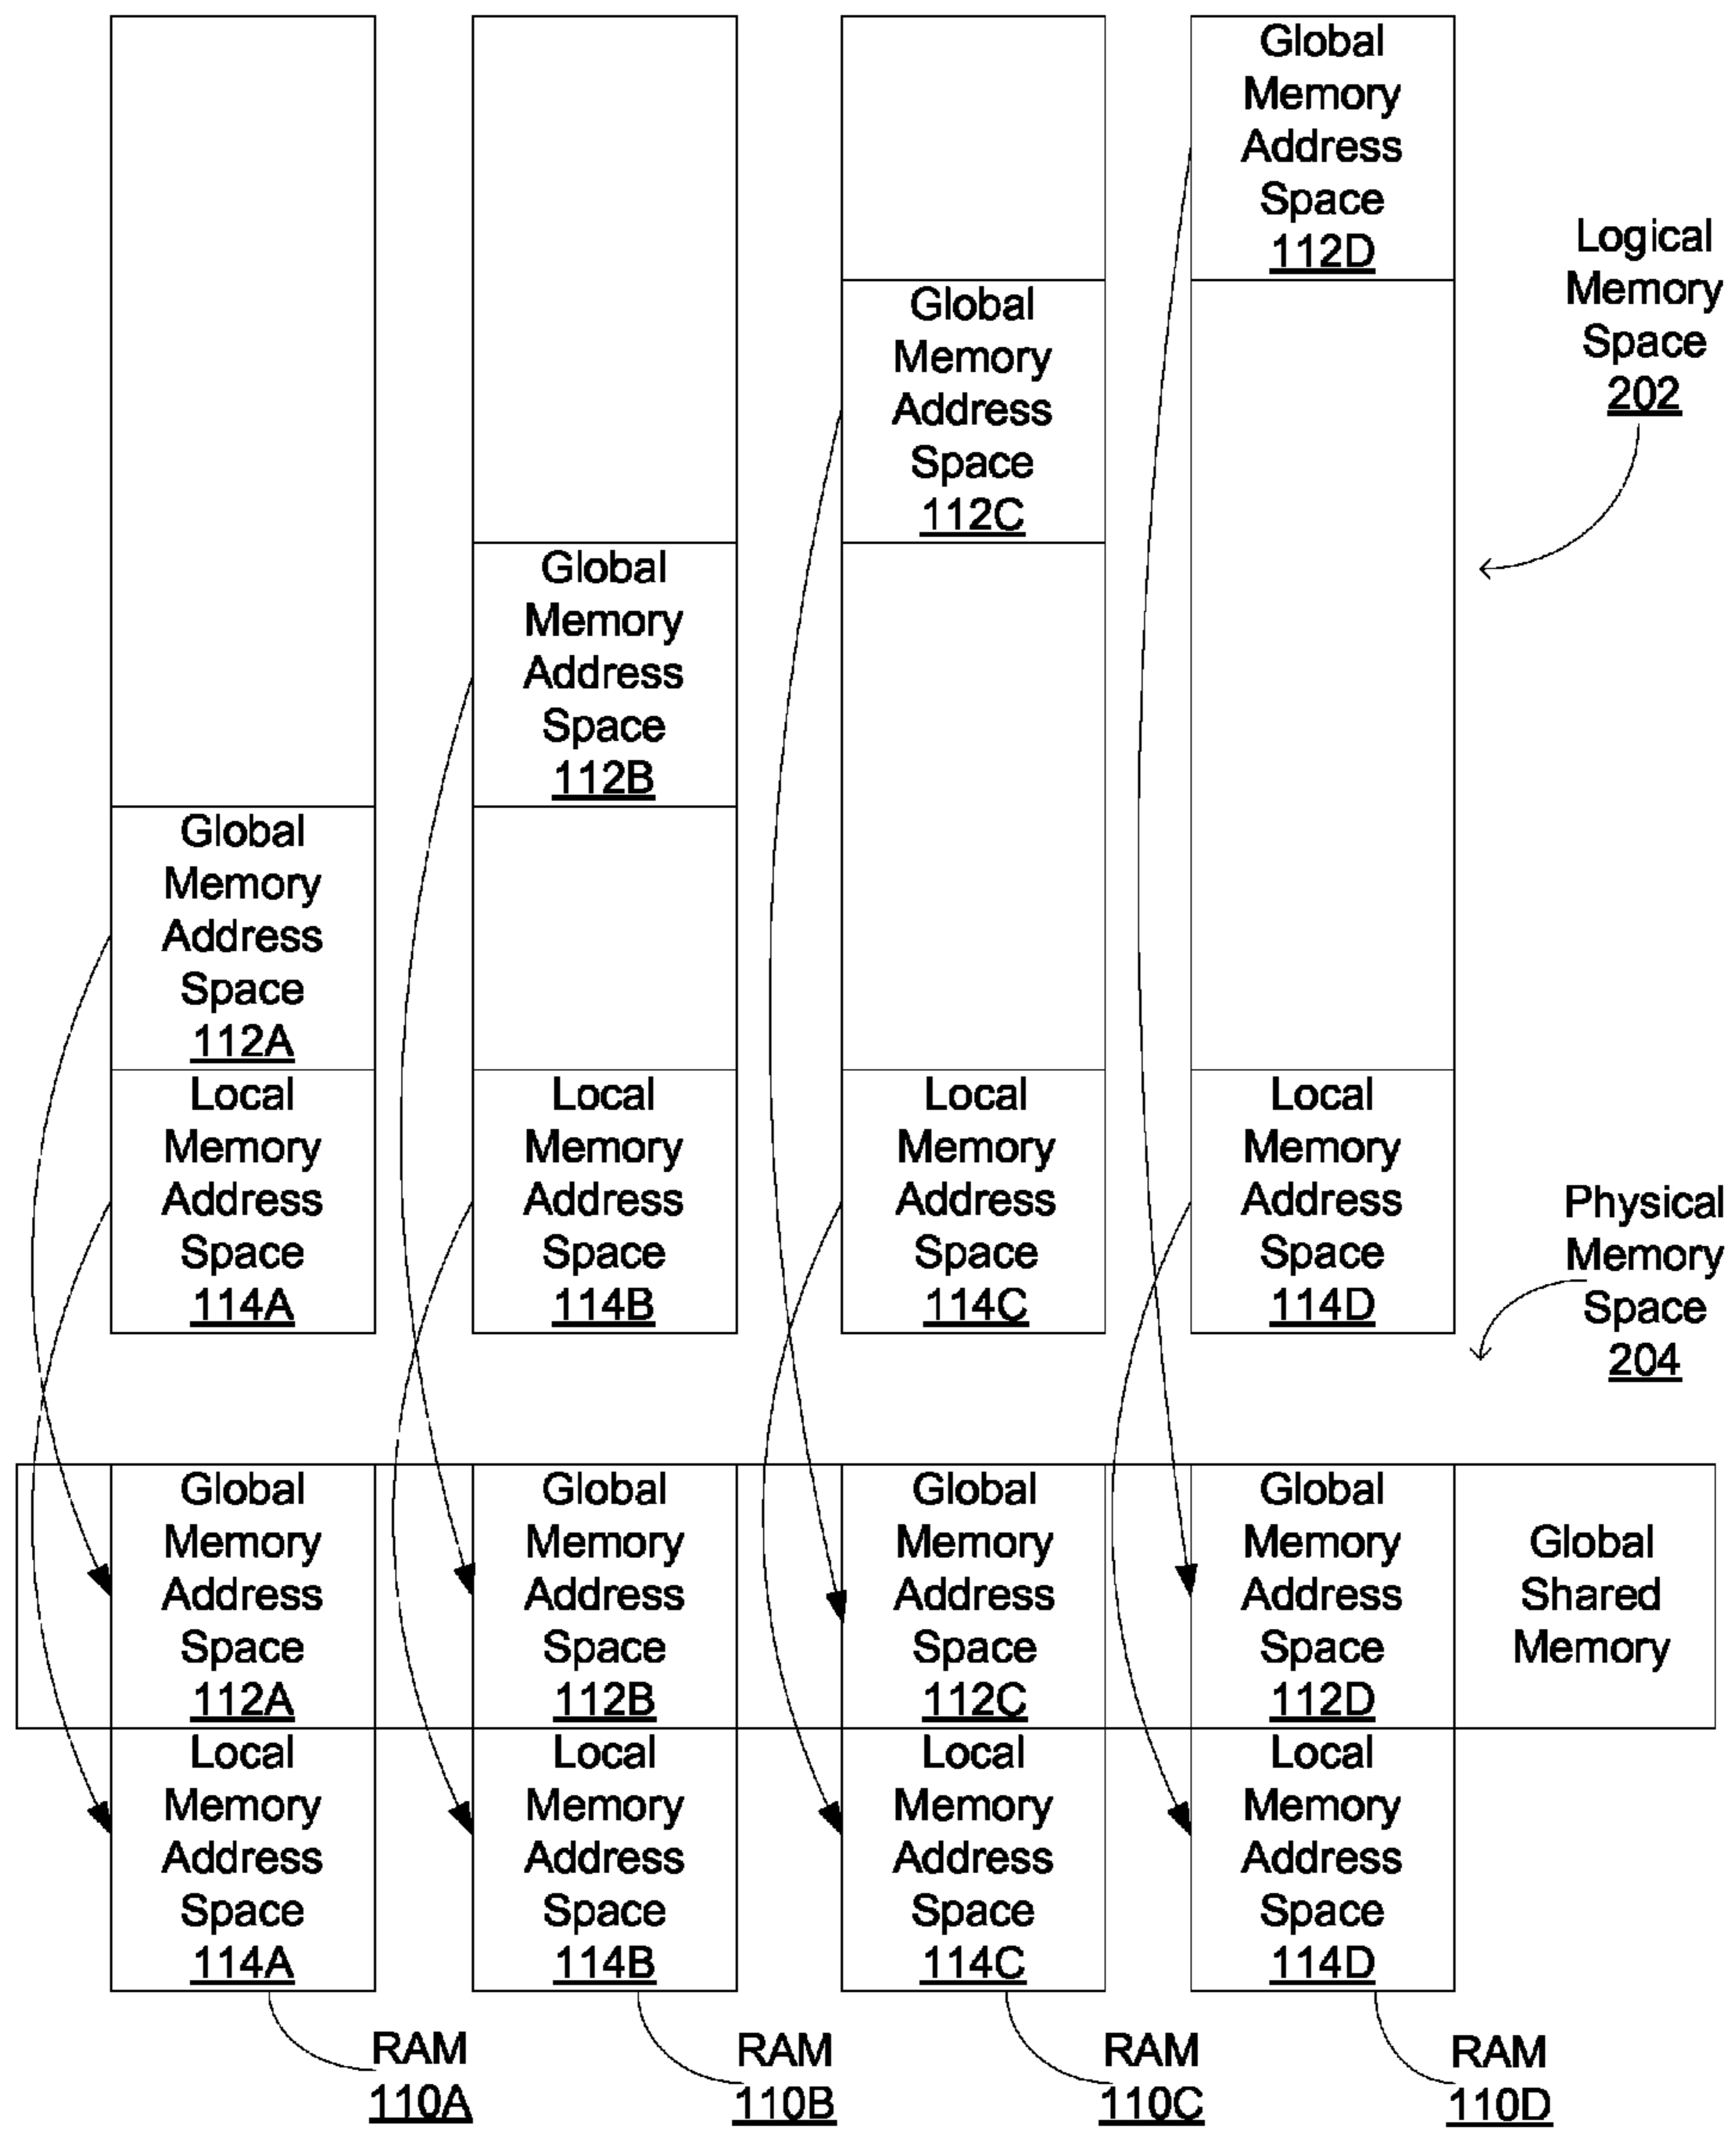 Global
Memory
Address
Space
112D
Logical
Memory
Space
202
Global
Memory
Address
Space
112C
Global
Memory
Address
Space
112B
Global
Memory
Address
Space
112A
Local
Memory
Address
Space
114A
Local
Memory
Address
Space
114B
Local
Memory
Address
Space
114C
Local
Memory
Address
Space
114D
Physical
Memory
Space
204
Global
Memory
Address
Space
112A
Global
Memory
Address
Space
112B
Global
Memory
Address
Space
112C
Global
Memory
Address
Space
112D
Global
Shared
Memory
Local
Memory
Address
Space
114A
Local
Memory
Address
Space
114B
Local
Memory
Address
Space
114C
Local
Memory
Address
Space
114D
RAM
110A
RAM
110B
RAM
110C
RAM
110D